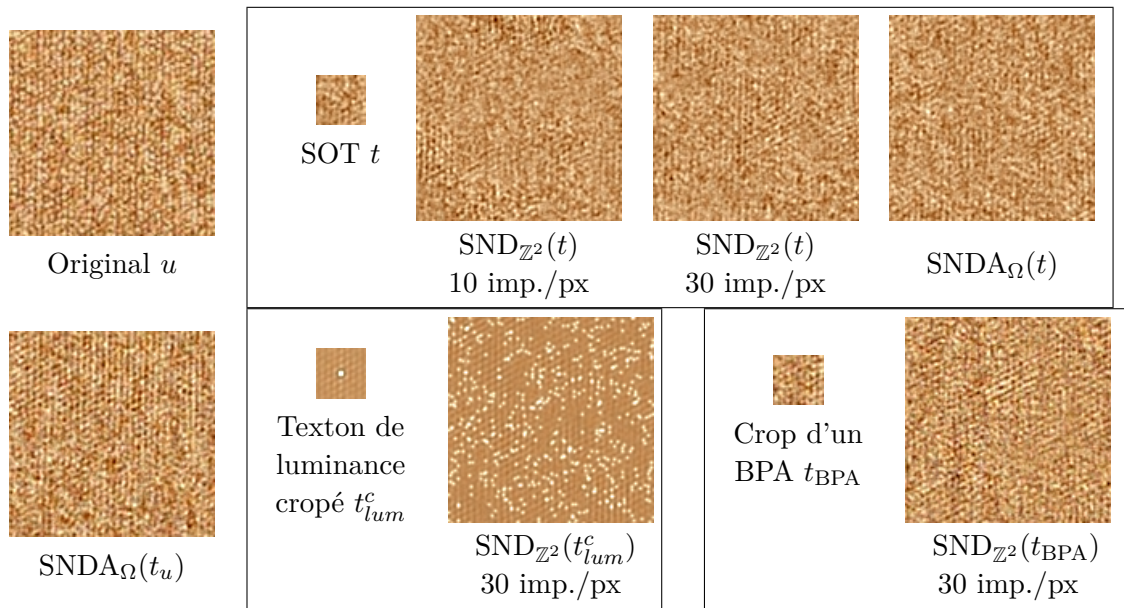 Original u
SOT t
SND_{ℤ²}(t)
10 imp./px
SND_{ℤ²}(t)
30 imp./px
SNDA_Ω(t)
SNDA_Ω(t_u)
Texton de
luminance
cropé t^c_{lum}
SND_{ℤ²}(t^c_{lum})
30 imp./px
Crop d'un
BPA t_{BPA}
SND_{ℤ²}(t_{BPA})
30 imp./px